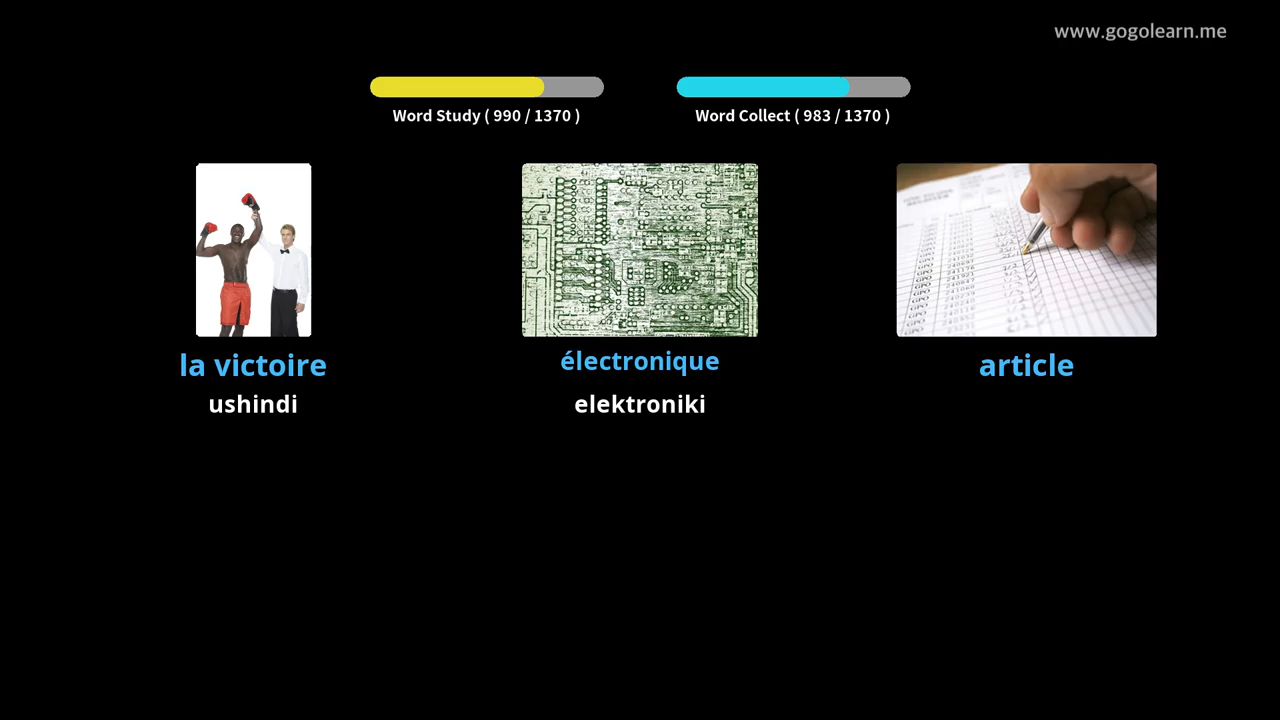 www.gogolearn.me
Word Study ( 990 / 1370 )
Word Collect ( 983 / 1370 )
la victoire
ushindi
électronique
elektroniki
article